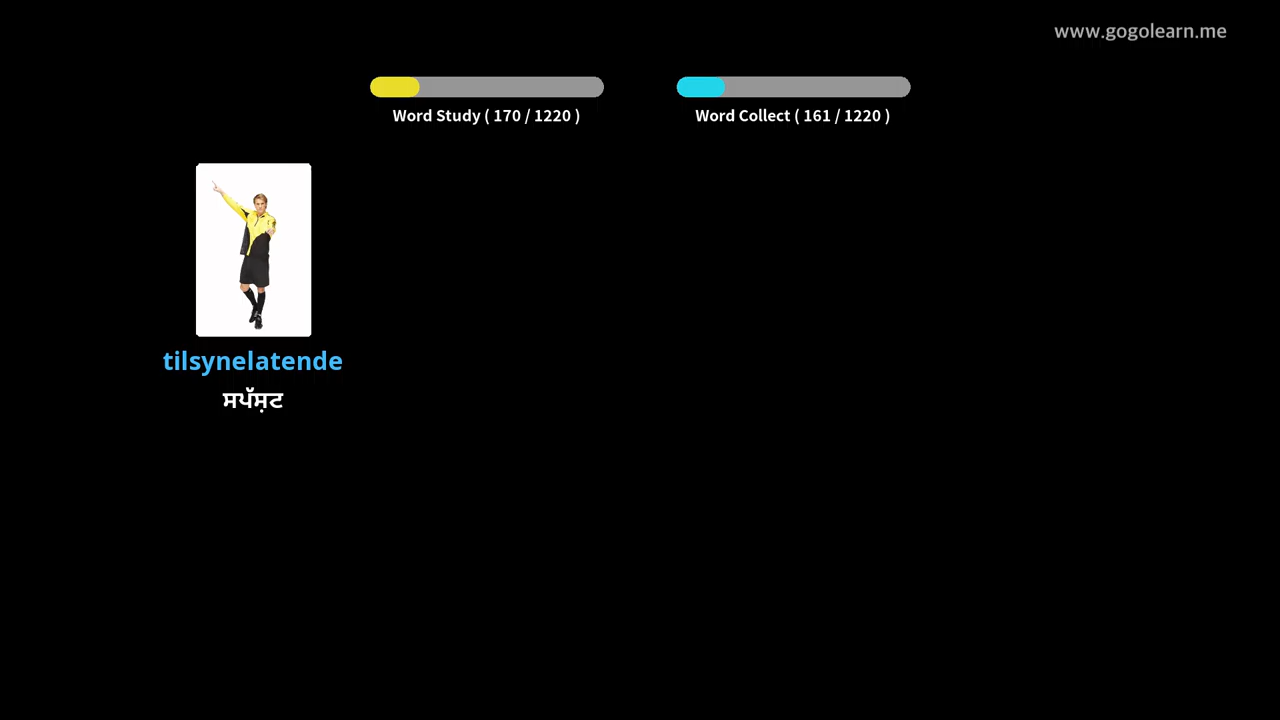 www.gogolearn.me
Word Study ( 170 / 1220 )
Word Collect ( 161 / 1220 )
tilsynelatende
ਸਪੱਸ਼ਟ